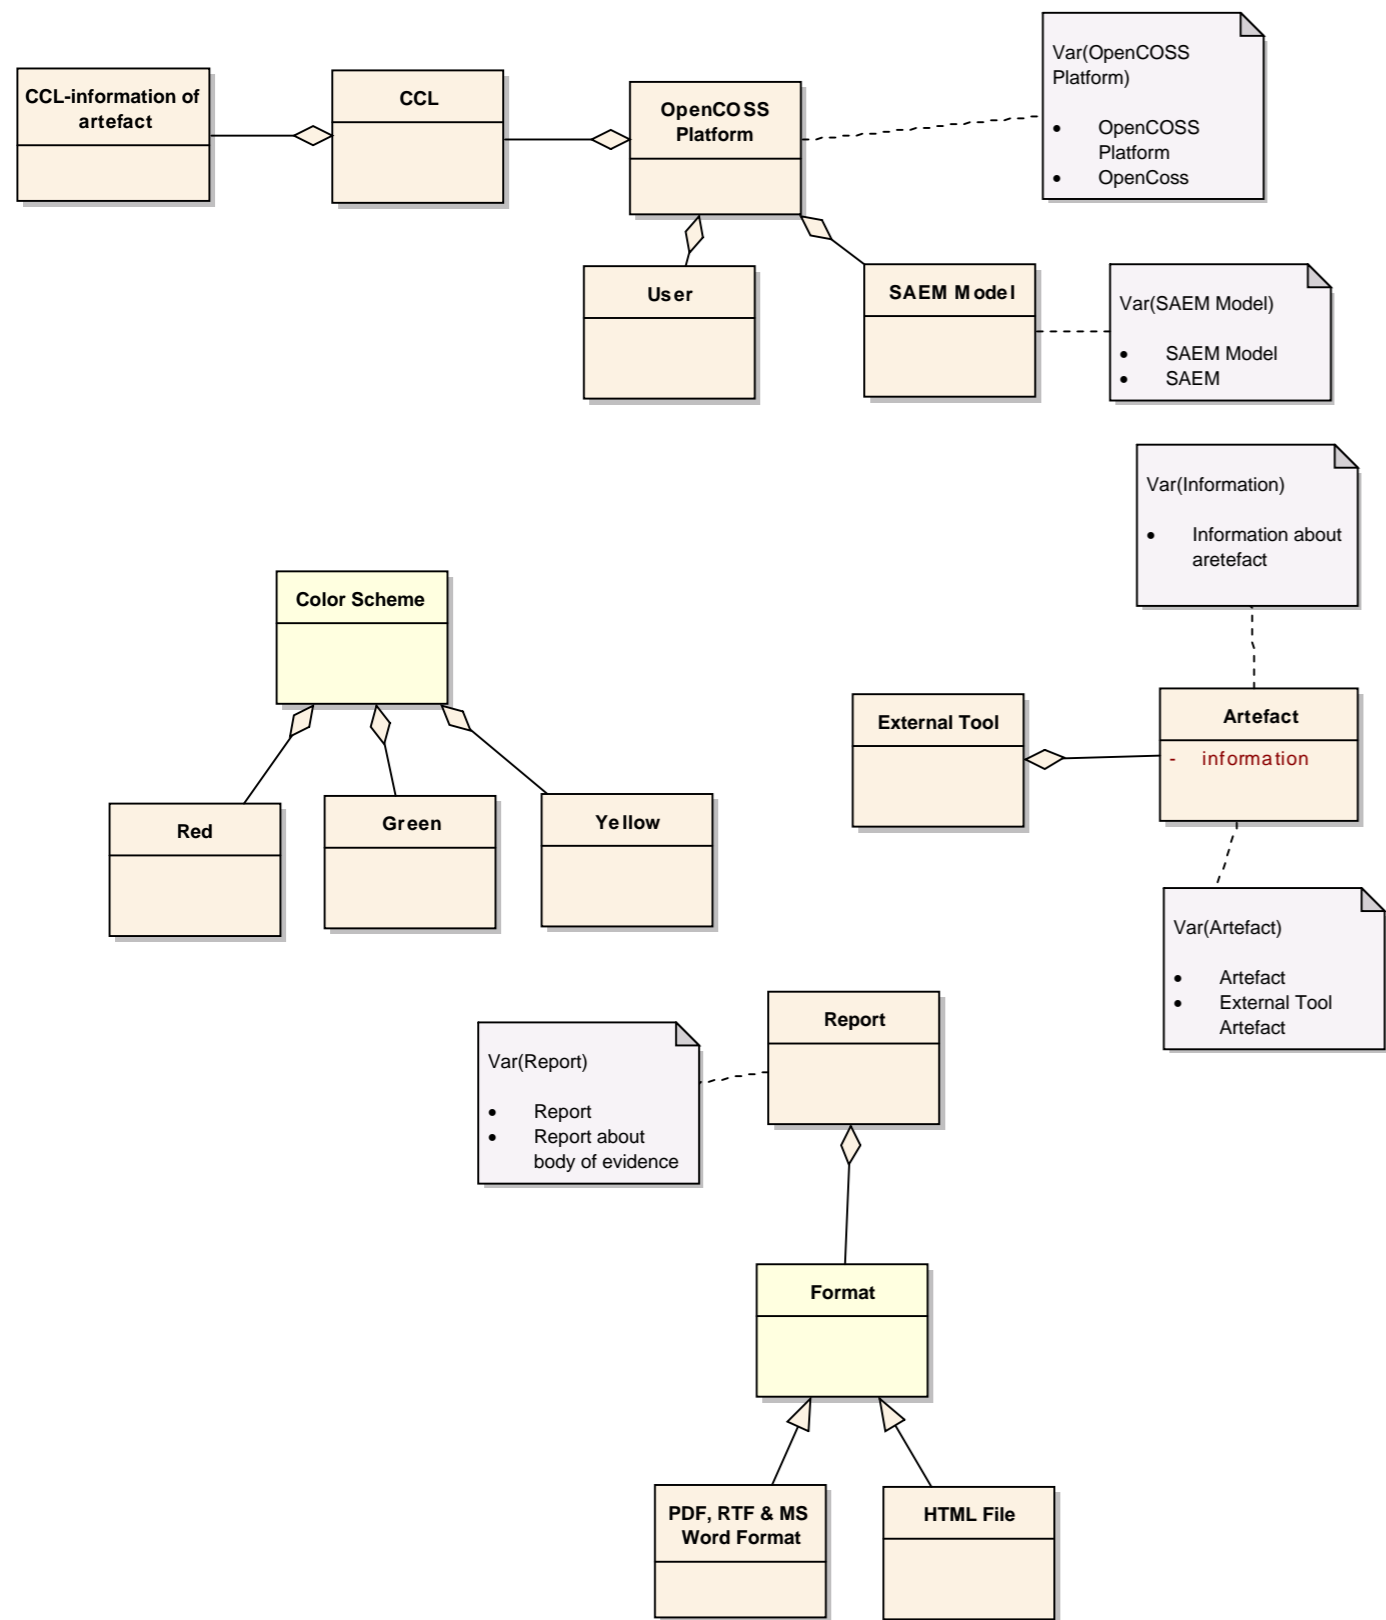 CCL-information of
artefact
CCL
OpenCOSS
Platform
Var(OpenCOSS
Platform)
• OpenCOSS
Platform
• OpenCoss
User
SAEM Model
Var(SAEM Model)
• SAEM Model
• SAEM
Var(Information)
• Information about
aretefact
Color Scheme
Red
Green
Yellow
External Tool
Artefact
- information
Var(Artefact)
• Artefact
• External Tool
Artefact
Report
Var(Report)
• Report
• Report about
body of evidence
Format
PDF, RTF & MS
Word Format
HTML File